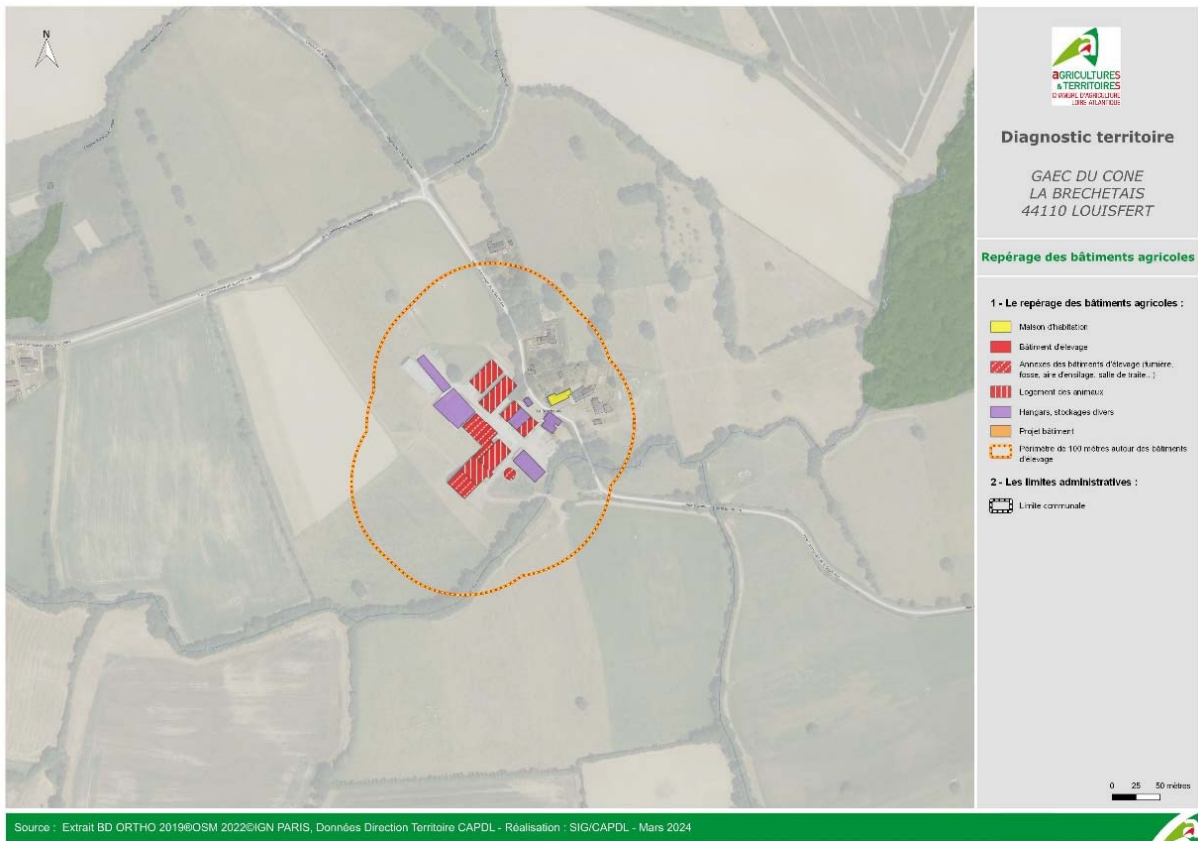 N
AGRICULTURES
& TERRITOIRES
CHAMBRE D'AGRICULTURE
LOIRE-ATLANTIQUE
Diagnostic territoire
GAEC DU CONE
LA BRECHETAIS
44110 LOUISFERT
Repérage des bâtiments agricoles
1 - Le repérage des bâtiments agricoles :
Maison d'habitation
Bâtiment d'élevage
Annexes des bâtiments d'élevage (fumière,
fosse, aire d'ensilage, salle de traite...)
Logement des animaux
Hangars, stockages divers
Projet bâtiment
Périmètre de 100 mètres autour des bâtiments
d'élevage
2 - Les limites administratives :
Limite communale
0 25 50 mètres
Source : Extrait BD ORTHO 2019®OSM 2022©IGN PARIS, Données Direction Territoire CAPDL - Réalisation : SIG/CAPDL - Mars 2024